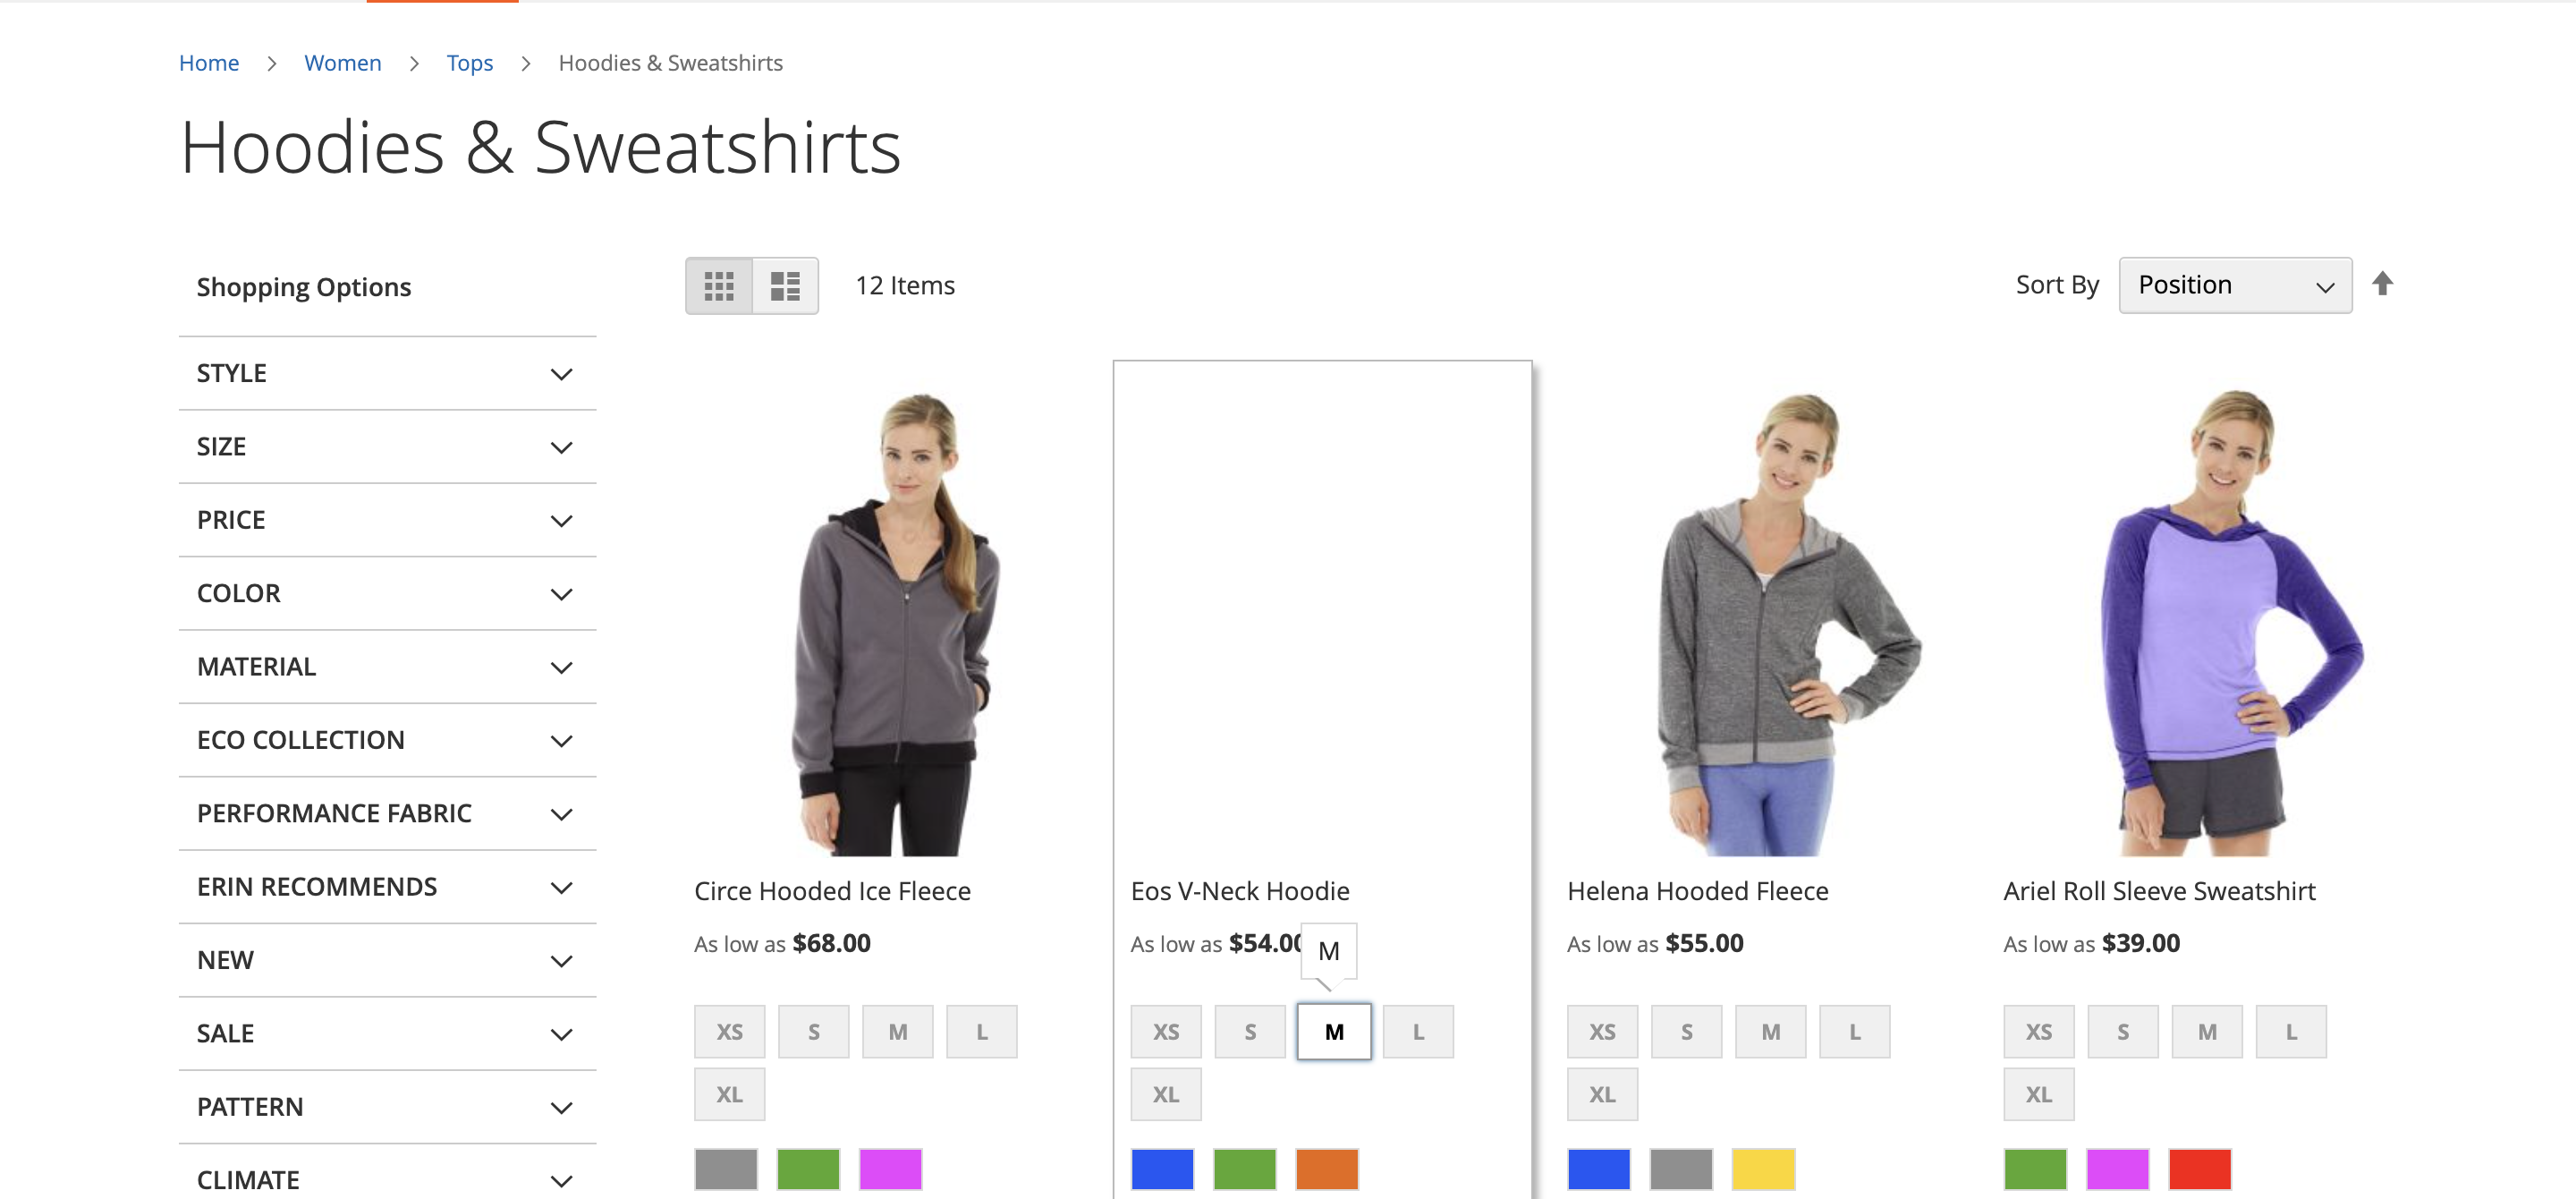 Home > Women > Tops > Hoodies & Sweatshirts
Hoodies & Sweatshirts
Shopping Options
12 Items
Sort By Position
STYLE
SIZE
PRICE
COLOR
MATERIAL
ECO COLLECTION
PERFORMANCE FABRIC
ERIN RECOMMENDS
NEW
SALE
PATTERN
CLIMATE
Circe Hooded Ice Fleece
As low as $68.00
XS S M L
XL
Eos V-Neck Hoodie
As low as $54.00
M
XS S M L
XL
Helena Hooded Fleece
As low as $55.00
XS S M L
XL
Ariel Roll Sleeve Sweatshirt
As low as $39.00
XS S M L
XL